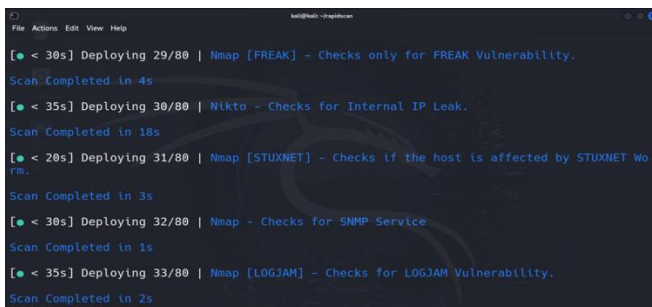 kali@kali: ~/rapidscan
File Actions Edit View Help
[● < 30s] Deploying 29/80 | Nmap [FREAK] - Checks only for FREAK Vulnerability.
Scan Completed in 4s
[● < 35s] Deploying 30/80 | Nikto - Checks for Internal IP Leak.
Scan Completed in 18s
[● < 20s] Deploying 31/80 | Nmap [STUXNET] - Checks if the host is affected by STUXNET Wo
rm.
Scan Completed in 3s
[● < 30s] Deploying 32/80 | Nmap - Checks for SNMP Service
Scan Completed in 1s
[● < 35s] Deploying 33/80 | Nmap [LOGJAM] - Checks for LOGJAM Vulnerability.
Scan Completed in 2s